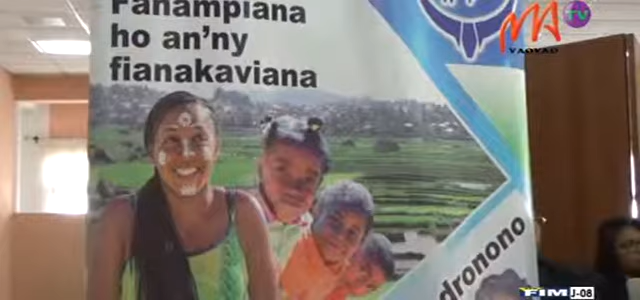 Fanampiana
ho an'ny
fianakaviana
MA TV
VAOVAO
dronono
FIM J-08